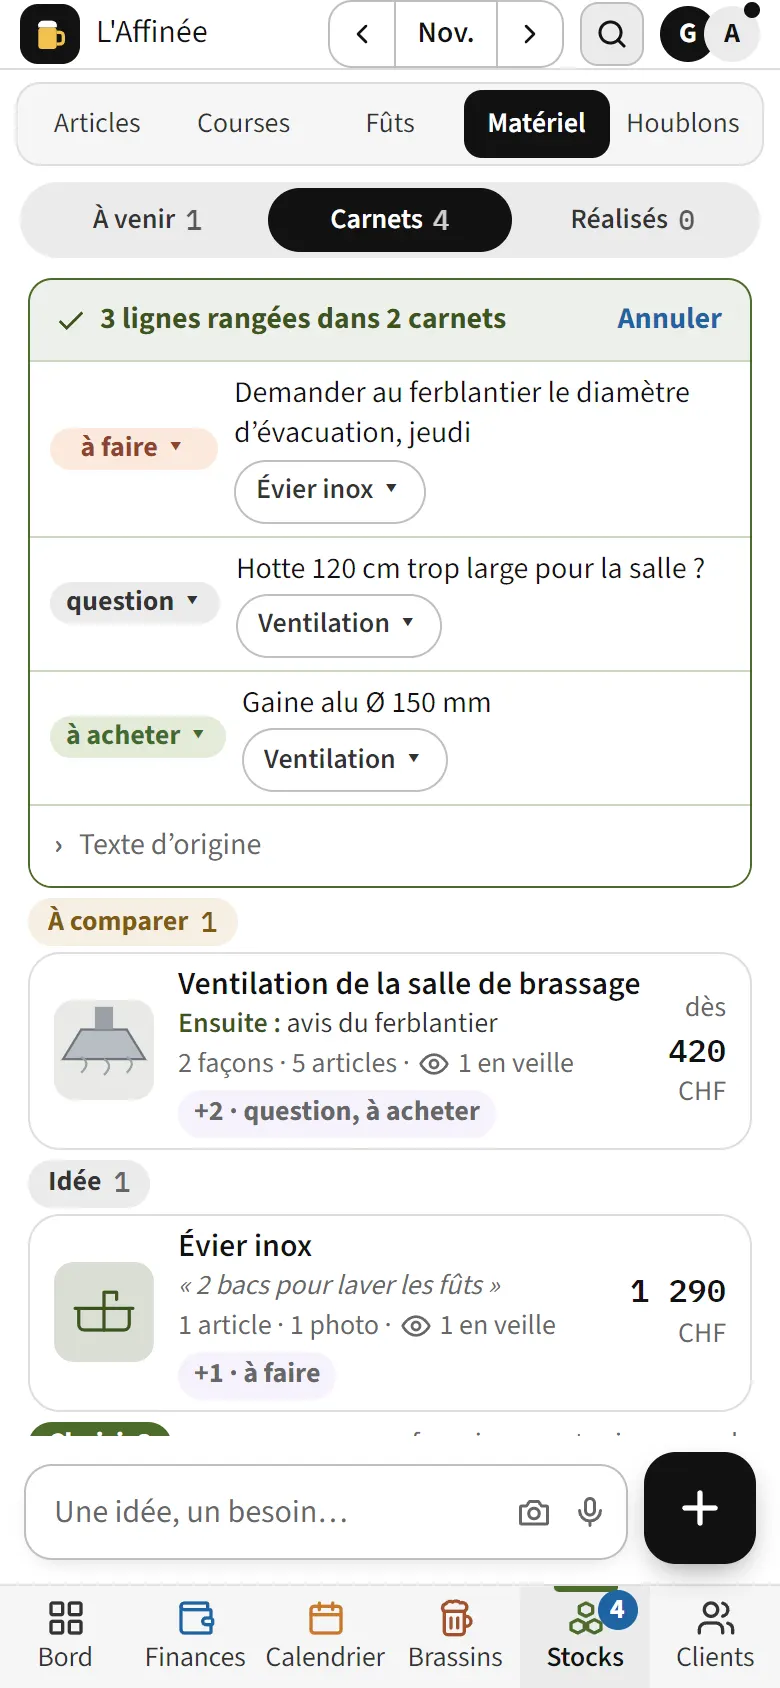 L'Affinée
Nov.
G A
Articles Courses Fûts Matériel Houblons
À venir 1 Carnets 4 Réalisés 0
3 lignes rangées dans 2 carnets Annuler
à faire
Demander au ferblantier le diamètre
d’évacuation, jeudi
Évier inox
question
Hotte 120 cm trop large pour la salle ?
Ventilation
à acheter
Gaine alu Ø 150 mm
Ventilation
Texte d’origine
À comparer 1
Ventilation de la salle de brassage
Ensuite : avis du ferblantier
2 façons · 5 articles · 1 en veille
+2 · question, à acheter
dès
420
CHF
Idée 1
Évier inox
« 2 bacs pour laver les fûts »
1 article · 1 photo · 1 en veille
+1 · à faire
1 290
CHF
Une idée, un besoin…
4
Bord Finances Calendrier Brassins Stocks Clients